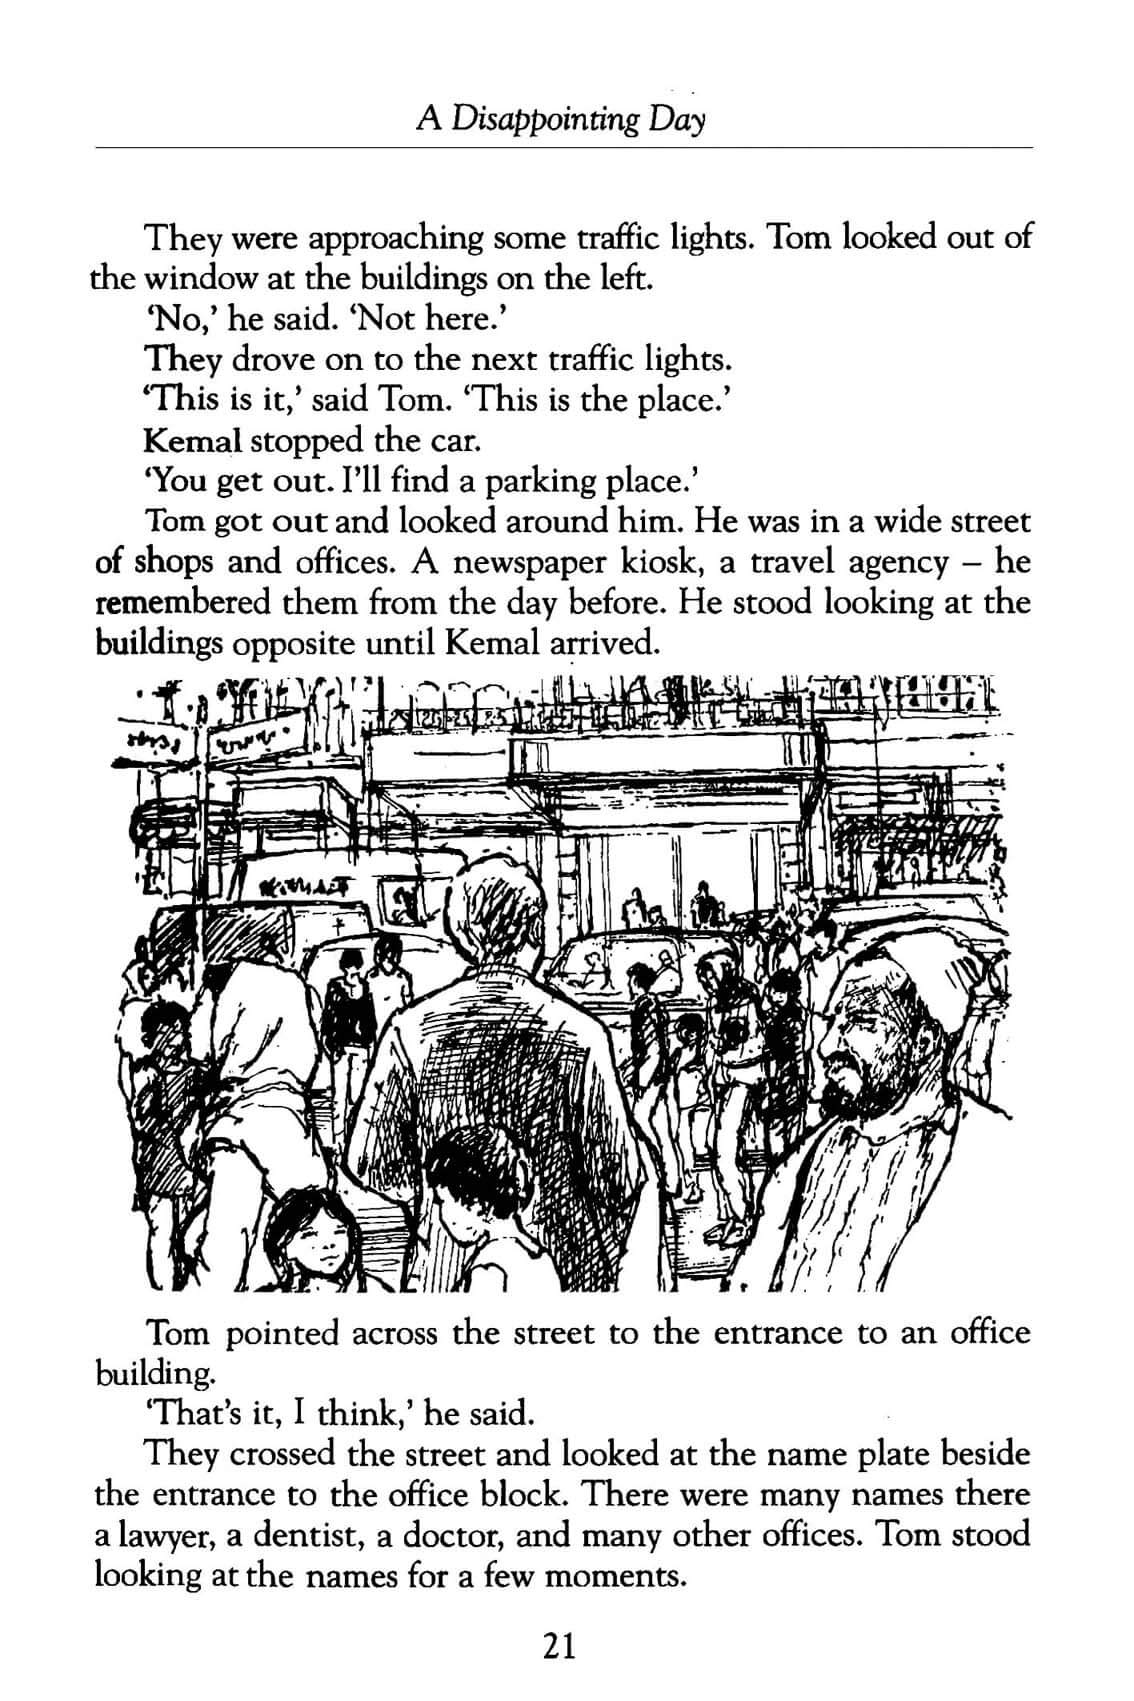 A Disappointing Day
They were approaching some traffic lights. Tom looked out of
the window at the buildings on the left.
‘No,’ he said. ‘Not here.’
They drove on to the next traffic lights.
‘This is it,’ said Tom. ‘This is the place.’
Kemal stopped the car.
‘You get out. I’ll find a parking place.’
Tom got out and looked around him. He was in a wide street
of shops and offices. A newspaper kiosk, a travel agency – he
remembered them from the day before. He stood looking at the
buildings opposite until Kemal arrived.
Tom pointed across the street to the entrance to an office
building.
‘That’s it, I think,’ he said.
They crossed the street and looked at the name plate beside
the entrance to the office block. There were many names there
a lawyer, a dentist, a doctor, and many other offices. Tom stood
looking at the names for a few moments.
21